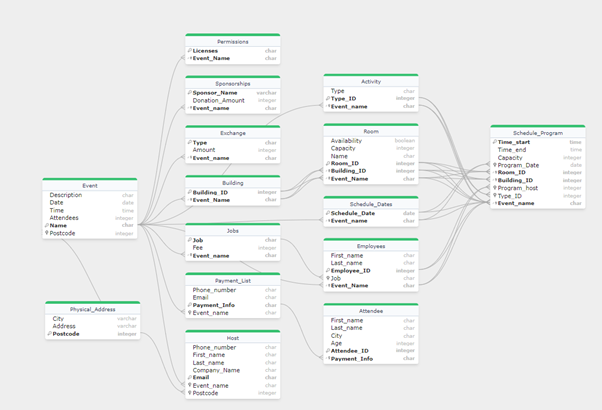 Permissions
Licenses char
Event_Name char
Sponsorships
Sponsor_Name varchar
Donation_Amount integer
Event_name char
Exchange
Type char
Amount integer
Event_name char
Building
Building_ID integer
Event_Name char
Jobs
Job char
Fee integer
Event_name char
Payment_List
Phone_number integer
Email char
Payment_Info char
Event_name char
Host
Phone_number char
First_name char
Last_name char
Company_Name char
Email char
Event_name char
Postcode integer
Event
Description char
Date date
Time time
Attendees integer
Name char
Postcode integer
Physical_Address
City varchar
Address varchar
Postcode integer
Activity
Type char
Type_ID integer
Event_name char
Room
Availability boolean
Capacity integer
Name char
Room_ID integer
Building_ID integer
Event_Name char
Schedule_Dates
Schedule_Date date
Event_name char
Employees
First_name char
Last_name char
Employee_ID integer
Job char
Event_Name char
Attendee
First_name char
Last_name char
City char
Age integer
Attendee_ID integer
Payment_Info char
Schedule_Program
Time_start time
Time_end time
Capacity integer
Program_Date date
Room_ID integer
Building_ID integer
Program_host integer
Type_ID integer
Event_name char